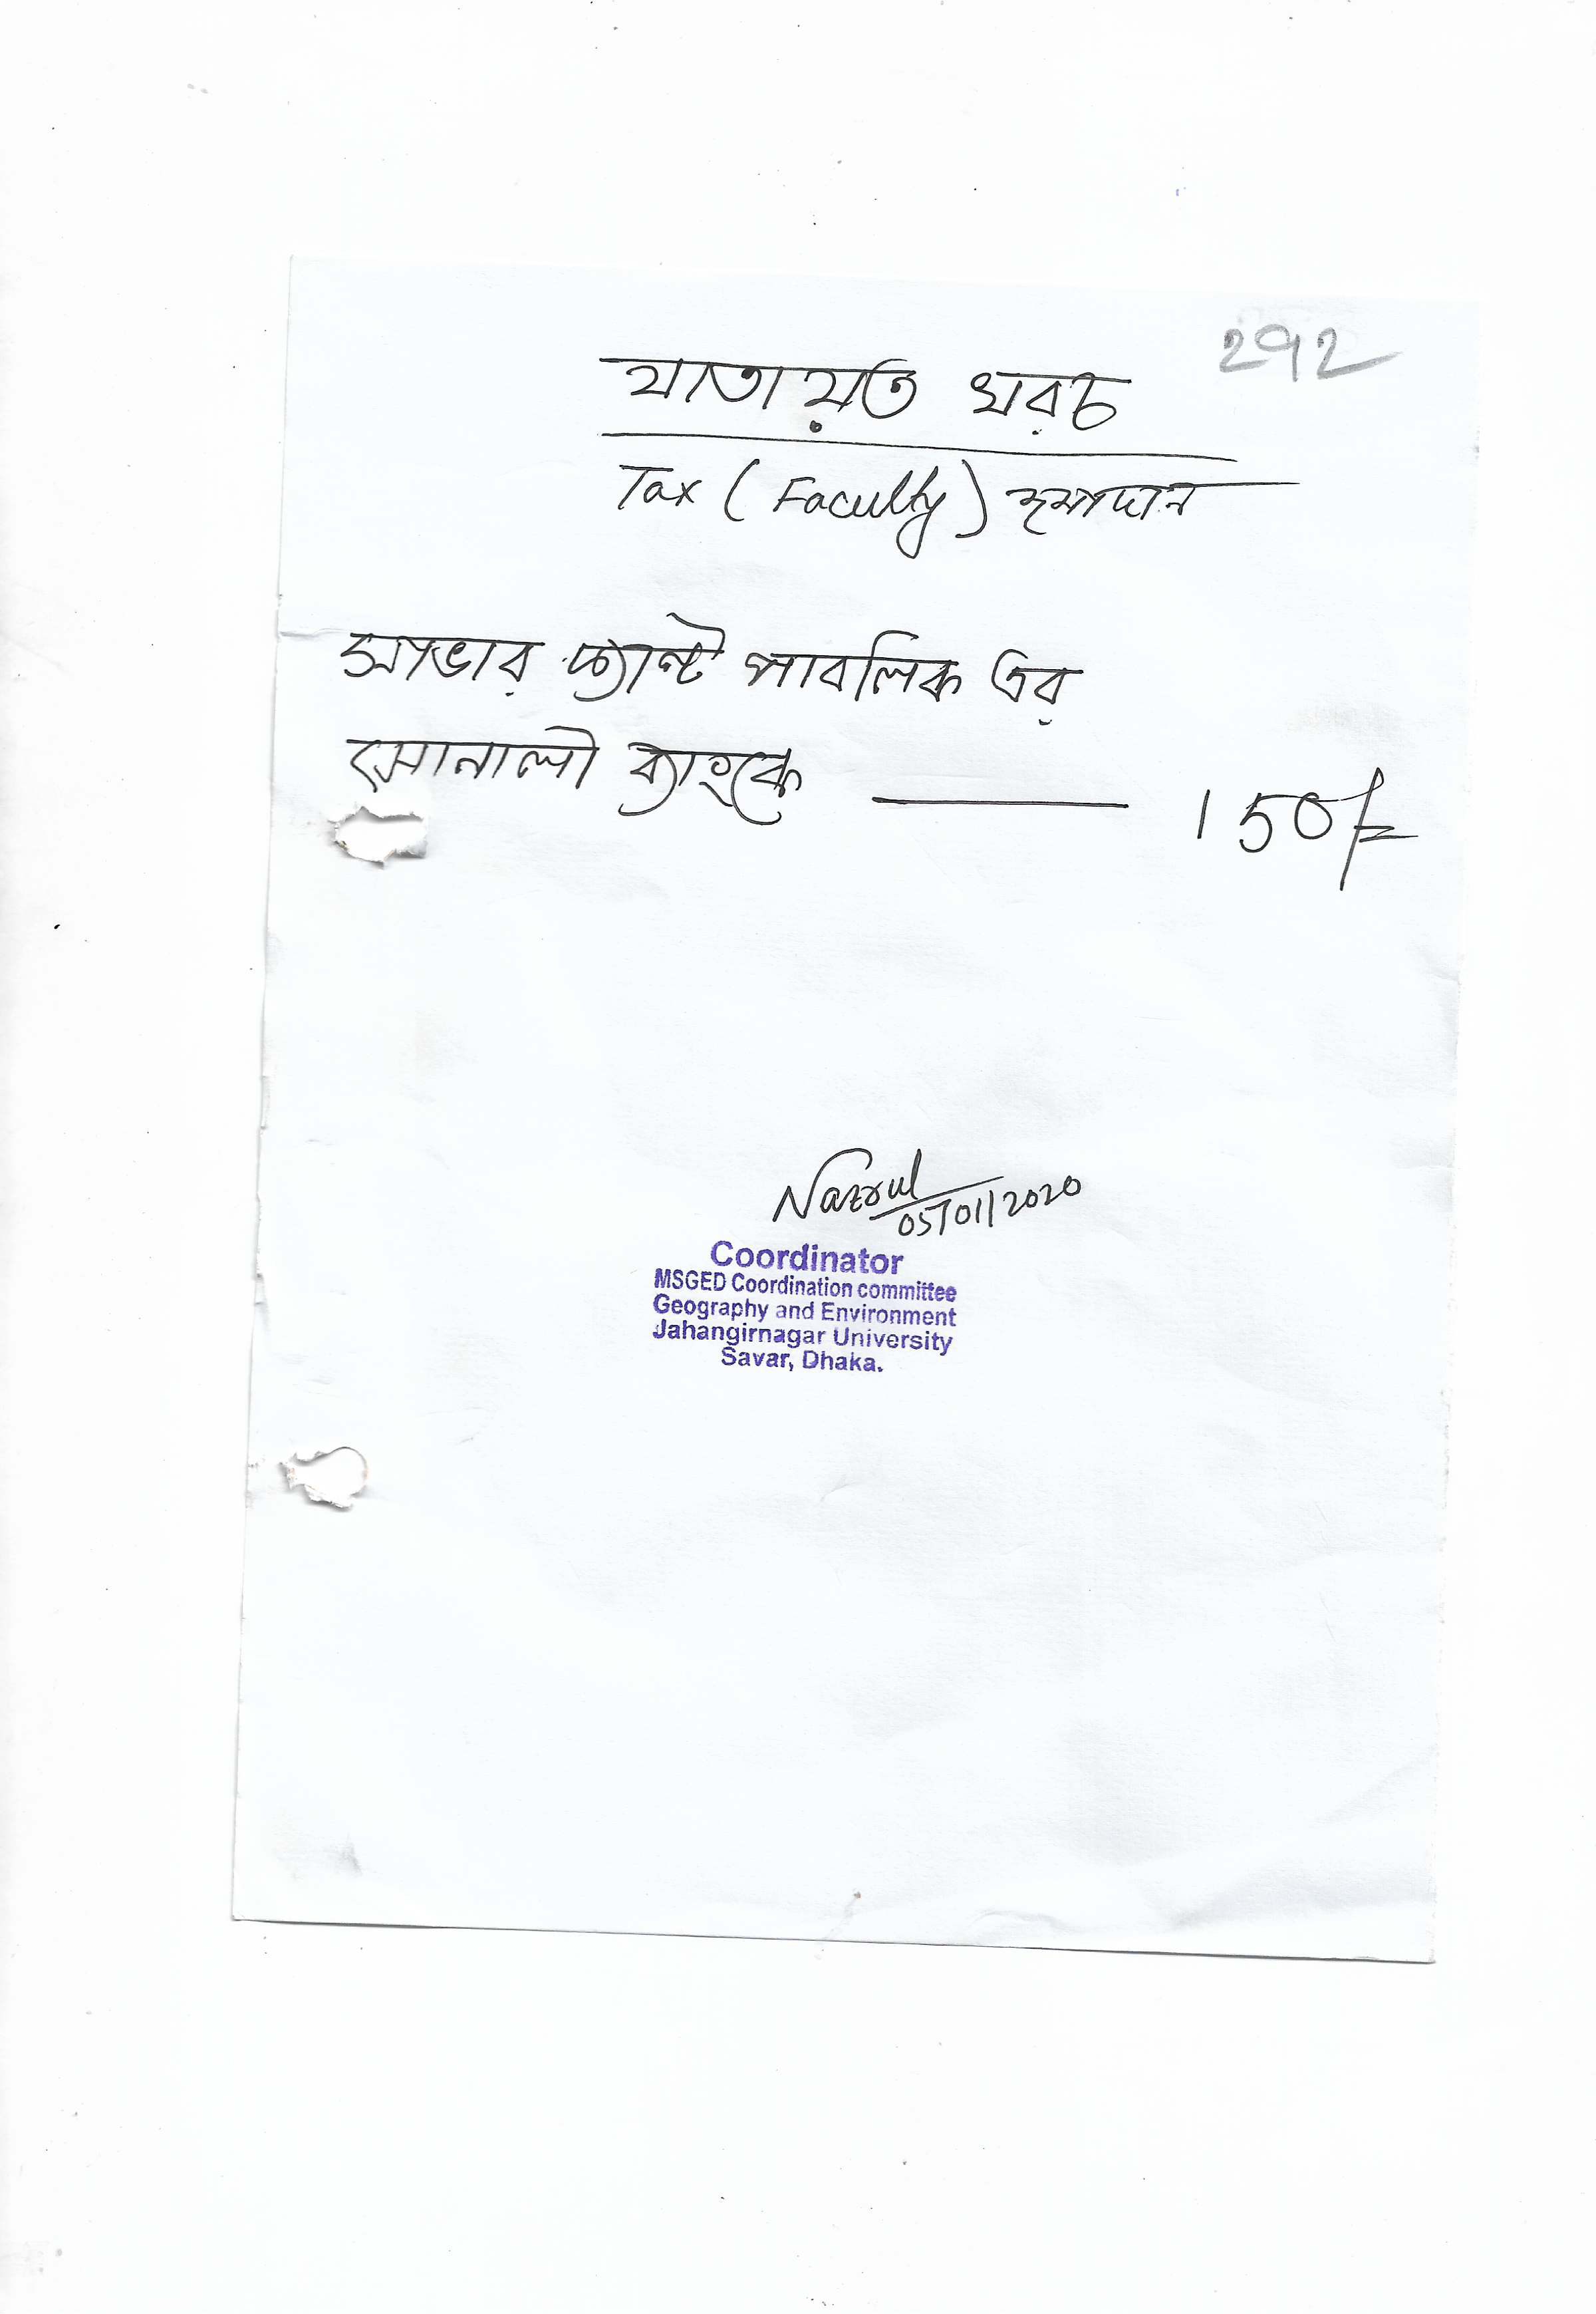 ২৭২
যাতায়াত খরচ
Tax (Faculty) জমাদান
সাভার ক্যান্ট পাবলিক এর
সোনালী ব্যাংকে — 150/=
Nazrul
05/01/2020
Coordinator
MSGED Coordination committee
Geography and Environment
Jahangirnagar University
Savar, Dhaka.